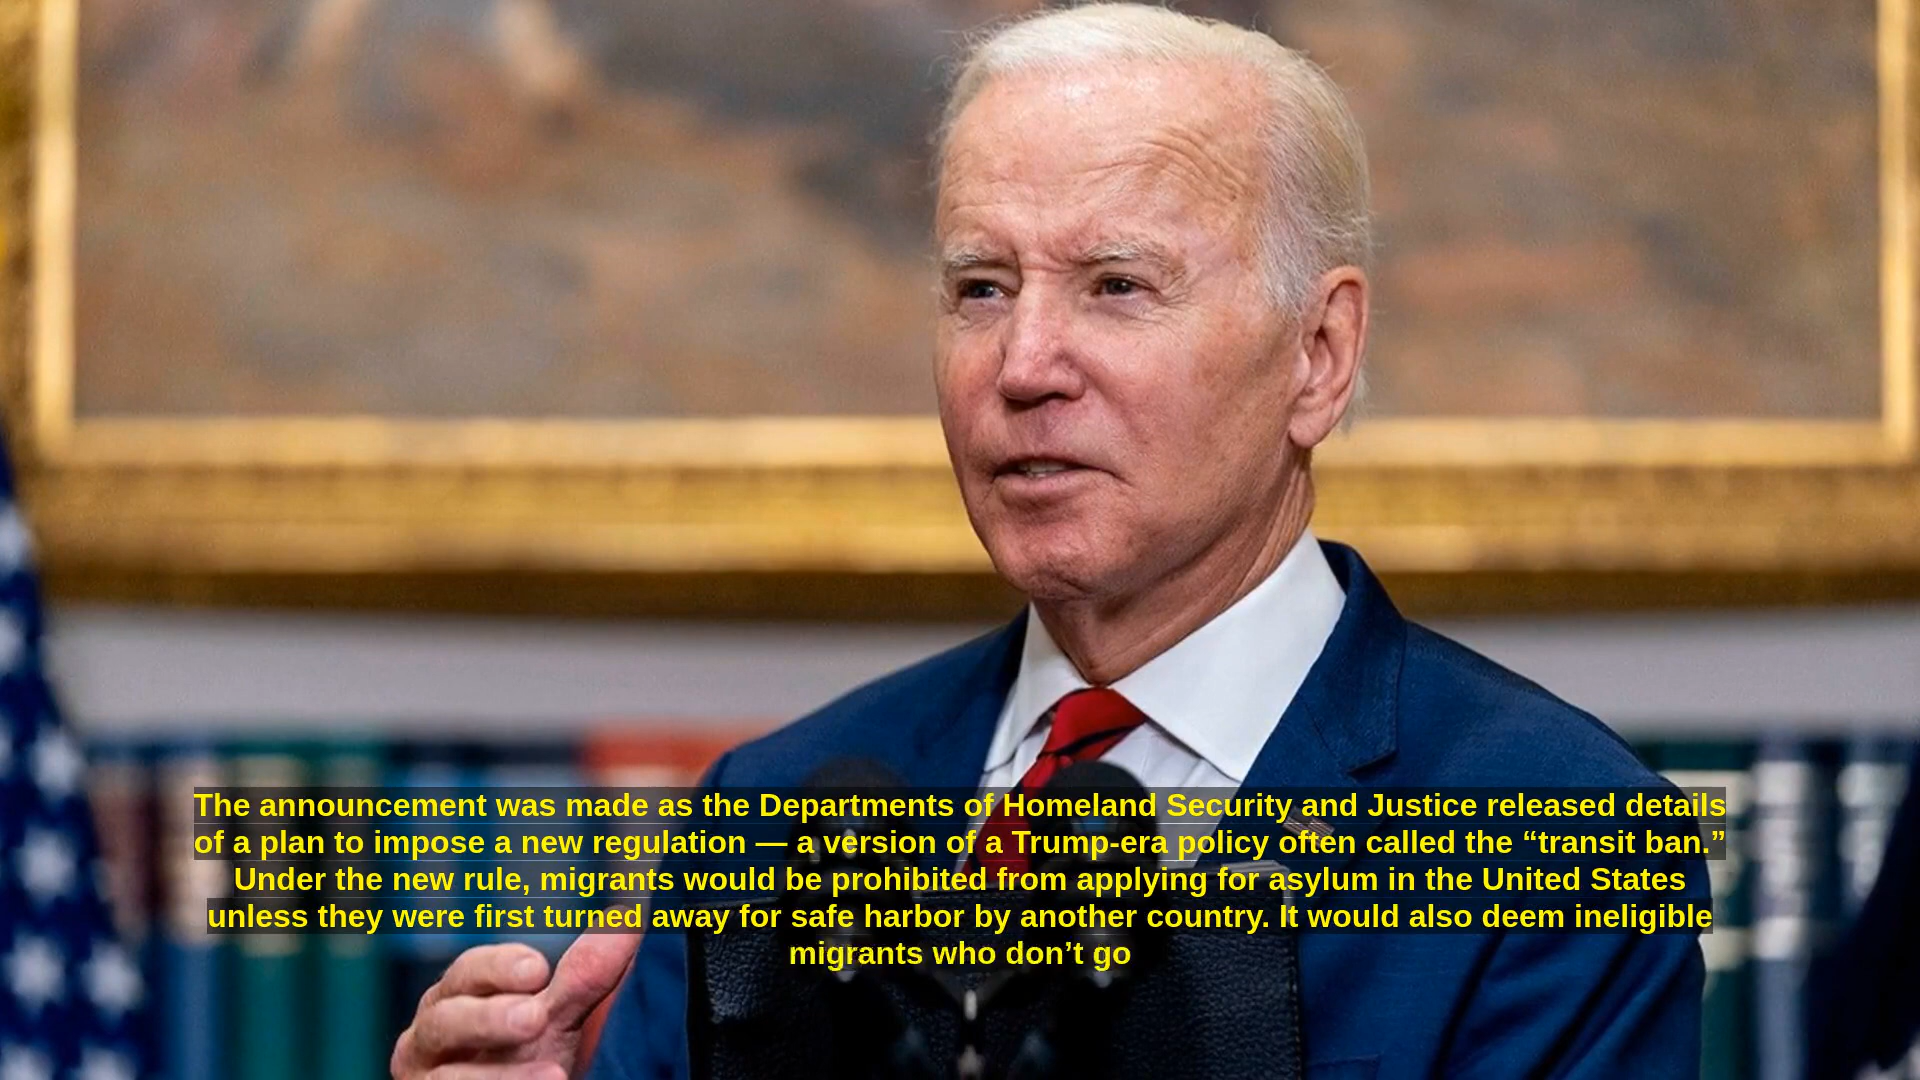 The announcement was made as the Departments of Homeland Security and Justice released details
of a plan to impose a new regulation — a version of a Trump-era policy often called the “transit ban.”
Under the new rule, migrants would be prohibited from applying for asylum in the United States
unless they were first turned away for safe harbor by another country. It would also deem ineligible
migrants who don’t go